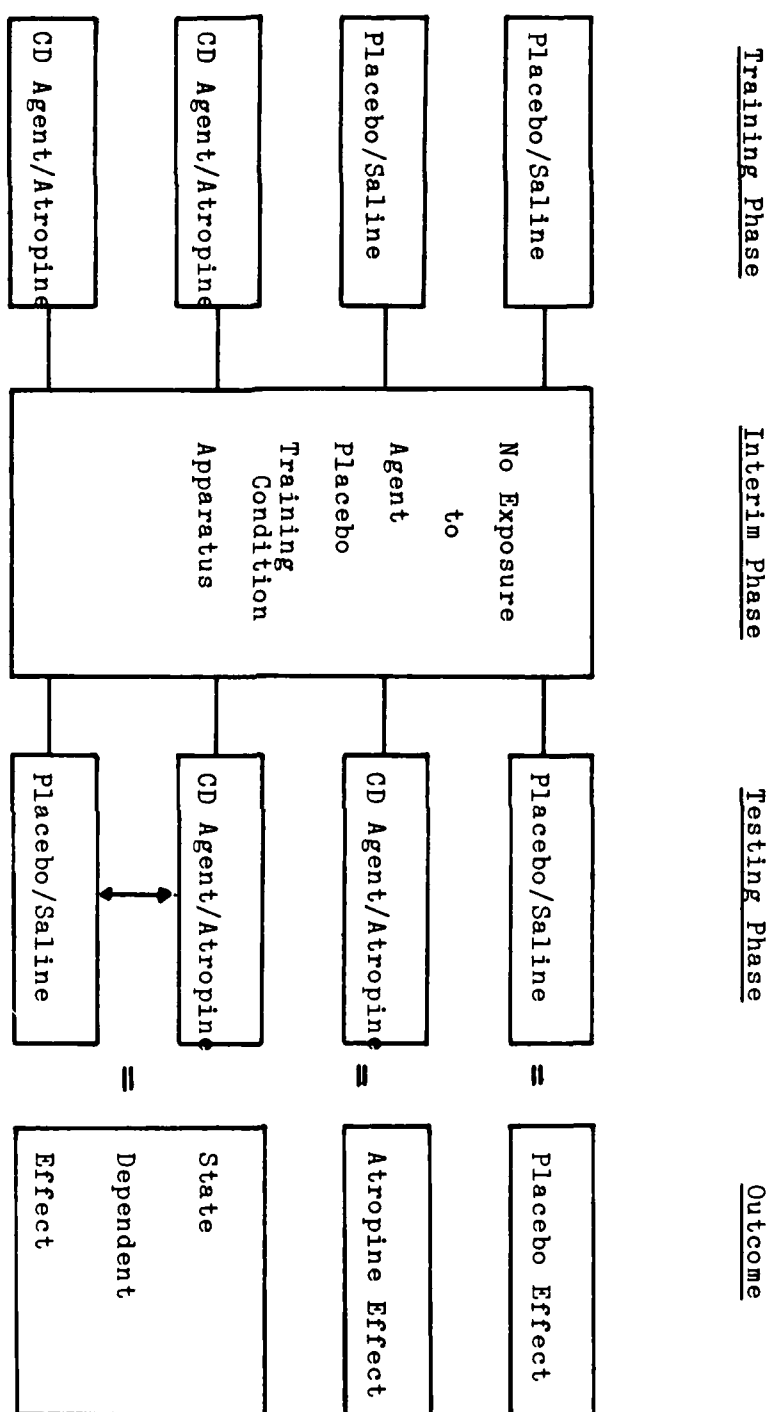 Training Phase
Interim Phase
Testing Phase
Outcome
Placebo/Saline
Placebo/Saline
CD Agent/Atropine
CD Agent/Atropine
No Exposure
to
Agent
Placebo
Training
Condition
Apparatus
Placebo/Saline
CD Agent/Atropine
CD Agent/Atropine
Placebo/Saline
=
=
=
Placebo Effect
Atropine Effect
State
Dependent
Effect